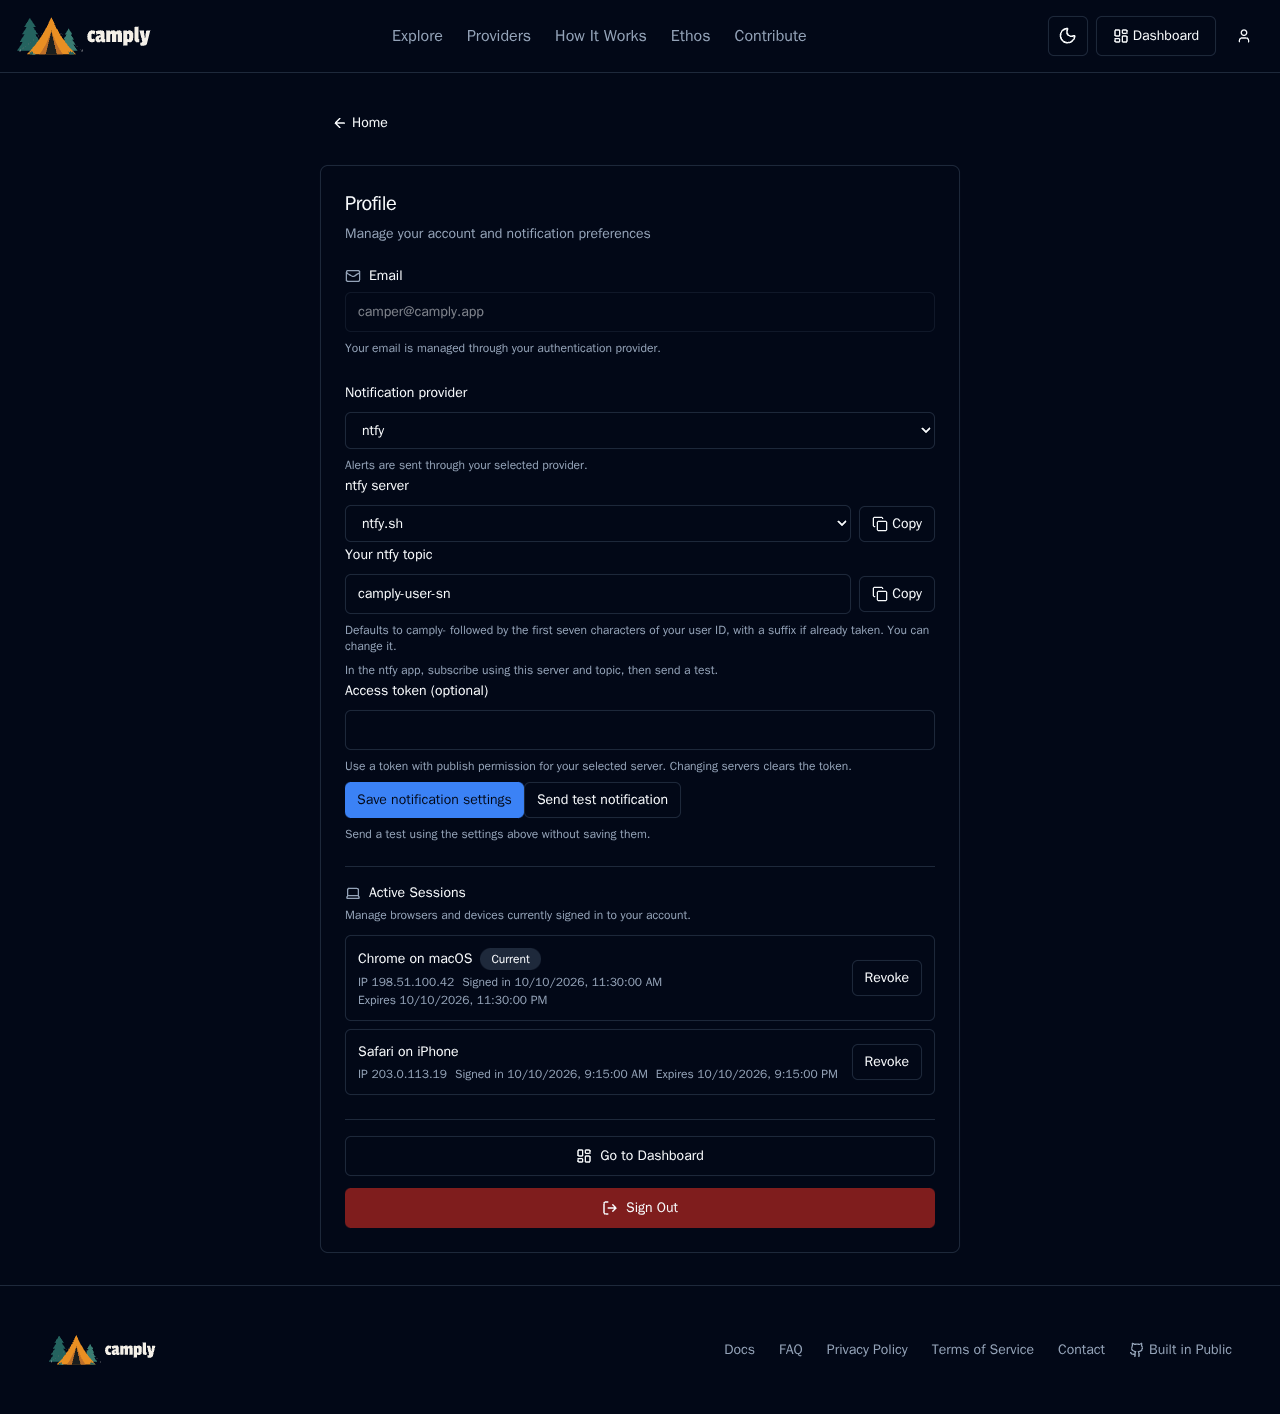 camply
Explore
Providers
How It Works
Ethos
Contribute
Dashboard
Home
Profile
Manage your account and notification preferences
Email
camper@camply.app
Your email is managed through your authentication provider.
Notification provider
ntfy
Alerts are sent through your selected provider.
ntfy server
ntfy.sh
Copy
Your ntfy topic
camply-user-sn
Copy
Defaults to camply- followed by the first seven characters of your user ID, with a suffix if already taken. You can
change it.
In the ntfy app, subscribe using this server and topic, then send a test.
Access token (optional)
Use a token with publish permission for your selected server. Changing servers clears the token.
Save notification settings
Send test notification
Send a test using the settings above without saving them.
Active Sessions
Manage browsers and devices currently signed in to your account.
Chrome on macOS
Current
IP 198.51.100.42 Signed in 10/10/2026, 11:30:00 AM
Expires 10/10/2026, 11:30:00 PM
Revoke
Safari on iPhone
IP 203.0.113.19 Signed in 10/10/2026, 9:15:00 AM Expires 10/10/2026, 9:15:00 PM
Revoke
Go to Dashboard
Sign Out
camply
Docs
FAQ
Privacy Policy
Terms of Service
Contact
Built in Public